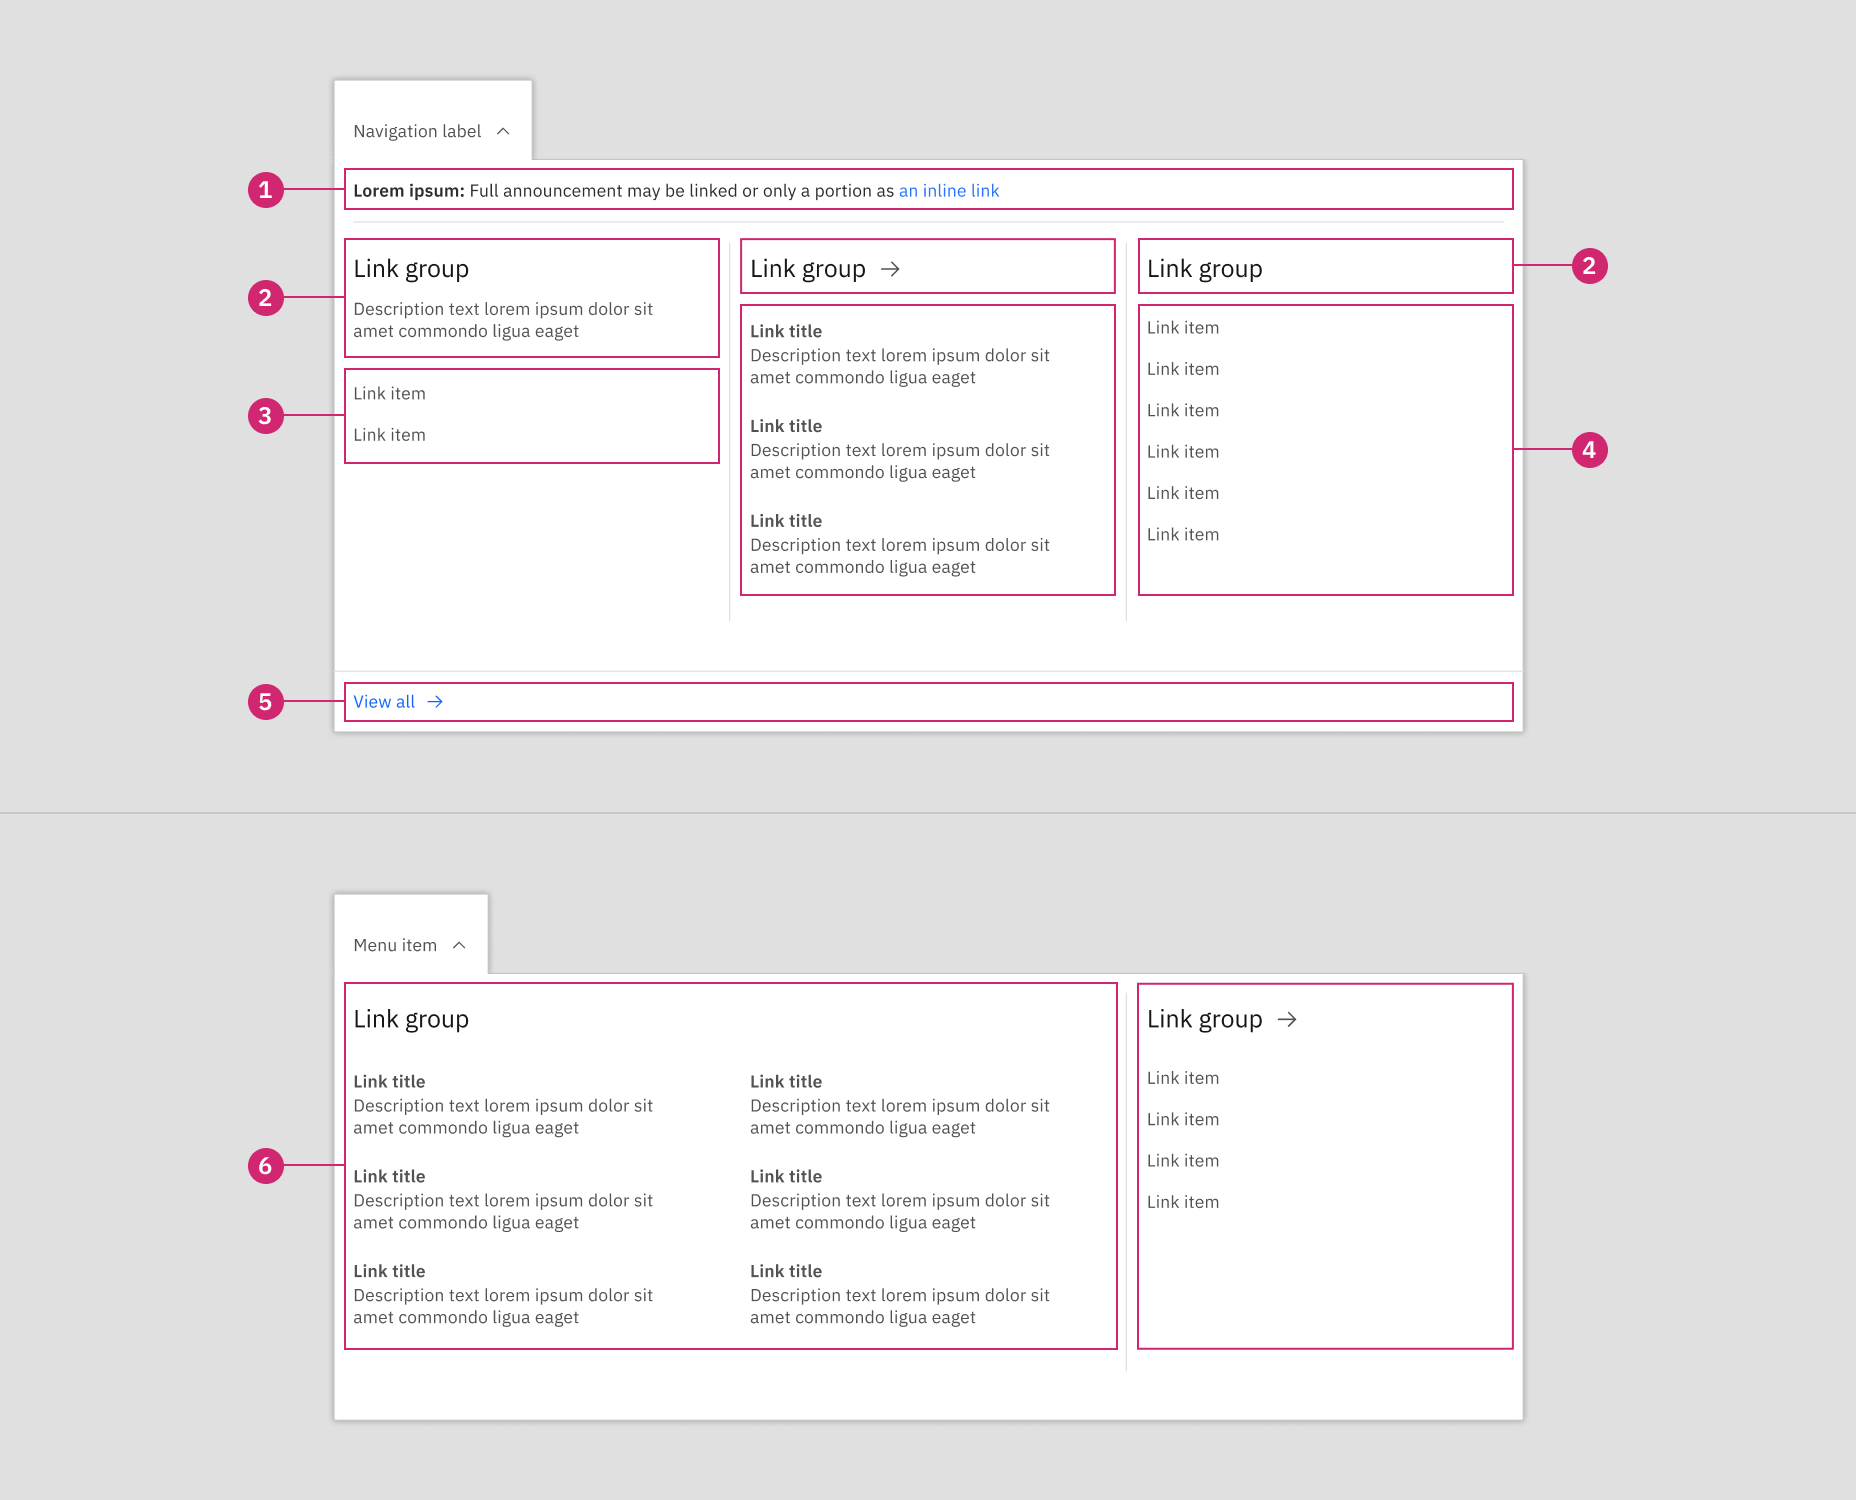 Navigation label
1
Lorem ipsum: Full announcement may be linked or only a portion as an inline link
2
Link group
Description text lorem ipsum dolor sit
amet commondo ligua eaget
3
Link item
Link item
Link group →
Link title
Description text lorem ipsum dolor sit
amet commondo ligua eaget
Link title
Description text lorem ipsum dolor sit
amet commondo ligua eaget
Link title
Description text lorem ipsum dolor sit
amet commondo ligua eaget
Link group
2
Link item
Link item
Link item
Link item
Link item
Link item
4
5
View all →
Menu item
6
Link group
Link title
Description text lorem ipsum dolor sit
amet commondo ligua eaget
Link title
Description text lorem ipsum dolor sit
amet commondo ligua eaget
Link title
Description text lorem ipsum dolor sit
amet commondo ligua eaget
Link title
Description text lorem ipsum dolor sit
amet commondo ligua eaget
Link title
Description text lorem ipsum dolor sit
amet commondo ligua eaget
Link title
Description text lorem ipsum dolor sit
amet commondo ligua eaget
Link group →
Link item
Link item
Link item
Link item